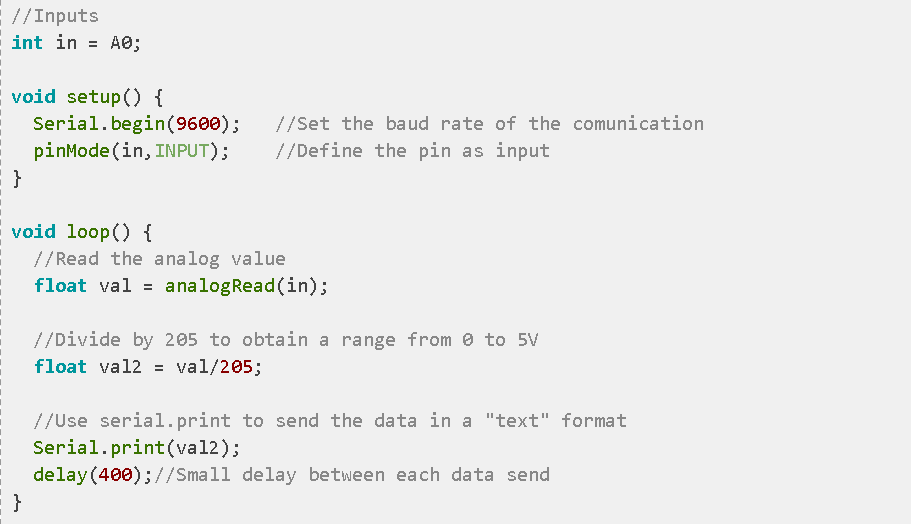 //Inputs
int in = A0;
void setup() {
  Serial.begin(9600);   //Set the baud rate of the comunication
  pinMode(in,INPUT);    //Define the pin as input
}
void loop() {
  //Read the analog value
  float val = analogRead(in);
  //Divide by 205 to obtain a range from 0 to 5V
  float val2 = val/205;
  //Use serial.print to send the data in a "text" format
  Serial.print(val2);
  delay(400);//Small delay between each data send
}